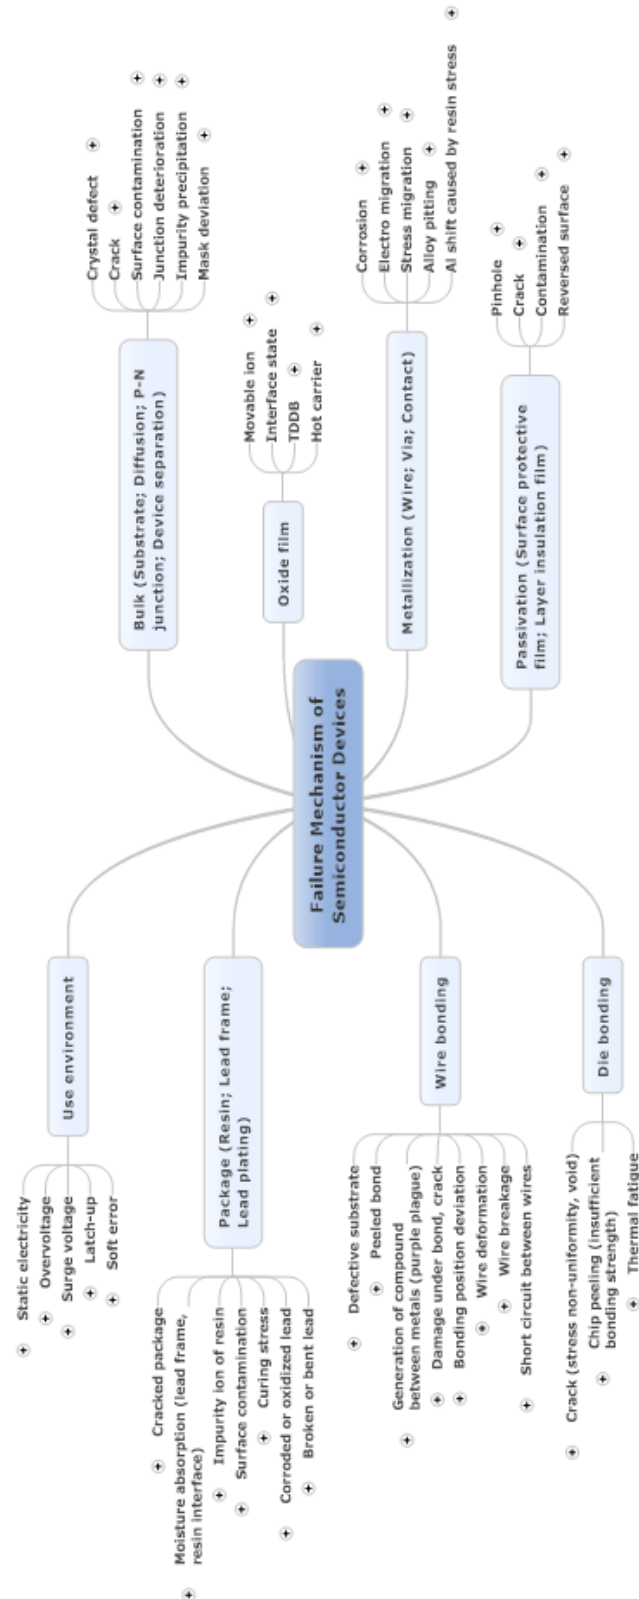 Failure Mechanism of
Semiconductor Devices
Bulk (Substrate; Diffusion; P-N
junction; Device separation)
Crystal defect
Crack
Surface contamination
Junction deterioration
Impurity precipitation
Mask deviation
Oxide film
Movable ion
Interface state
TDDB
Hot carrier
Metallization (Wire; Via; Contact)
Corrosion
Electro migration
Stress migration
Alloy pitting
Al shift caused by resin stress
Passivation (Surface protective
film; Layer insulation film)
Pinhole
Crack
Contamination
Reversed surface
Use environment
Static electricity
Overvoltage
Surge voltage
Latch-up
Soft error
Package (Resin; Lead frame;
Lead plating)
Cracked package
Moisture absorption (lead frame,
resin interface)
Impurity ion of resin
Surface contamination
Curing stress
Corroded or oxidized lead
Broken or bent lead
Wire bonding
Defective substrate
Peeled bond
Generation of compound
between metals (purple plague)
Damage under bond, crack
Bonding position deviation
Wire deformation
Wire breakage
Short circuit between wires
Die bonding
Crack (stress non-uniformity, void)
Chip peeling (insufficient
bonding strength)
Thermal fatigue